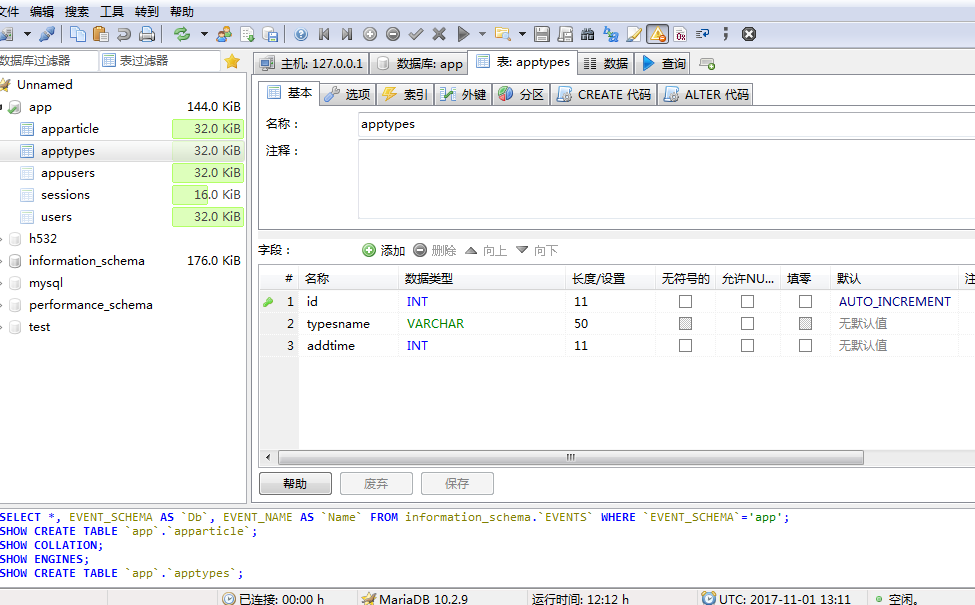 文件 编辑 搜索 工具 转到 帮助
数据库过滤器 表过滤器
主机: 127.0.0.1 数据库: app 表: apptypes 数据 查询
Unnamed
app 144.0 KiB
apparticle 32.0 KiB
apptypes 32.0 KiB
appusers 32.0 KiB
sessions 16.0 KiB
users 32.0 KiB
h532
information_schema 176.0 KiB
mysql
performance_schema
test
基本 选项 索引 外键 分区 CREATE 代码 ALTER 代码
名称： apptypes
注释：
字段： 添加 删除 向上 向下
# 名称 数据类型 长度/设置 无符号的 允许NU... 填零 默认 注
1 id INT 11 AUTO_INCREMENT
2 typesname VARCHAR 50 无默认值
3 addtime INT 11 无默认值
帮助 废弃 保存
SELECT *, EVENT_SCHEMA AS `Db`, EVENT_NAME AS `Name` FROM information_schema.`EVENTS` WHERE `EVENT_SCHEMA`='app';
SHOW CREATE TABLE `app`.`apparticle`;
SHOW COLLATION;
SHOW ENGINES;
SHOW CREATE TABLE `app`.`apptypes`;
已连接: 00:00 h MariaDB 10.2.9 运行时间: 12:12 h UTC: 2017-11-01 13:11 空闲。